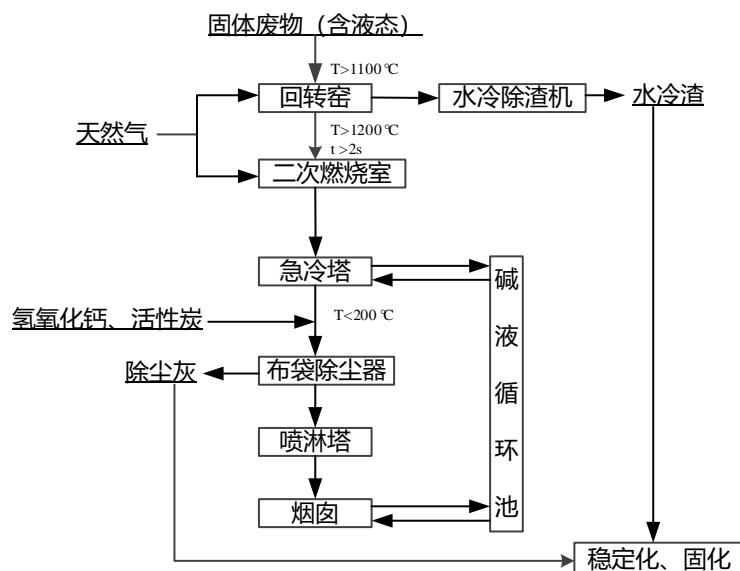 固体废物（含液态）
T>1100℃
回转窑
水冷除渣机
水冷渣
天然气
T>1200℃
t >2s
二次燃烧室
急冷塔
碱液循环池
氢氧化钙、活性炭
T<200 ℃
除尘灰
布袋除尘器
喷淋塔
烟囱
稳定化、固化